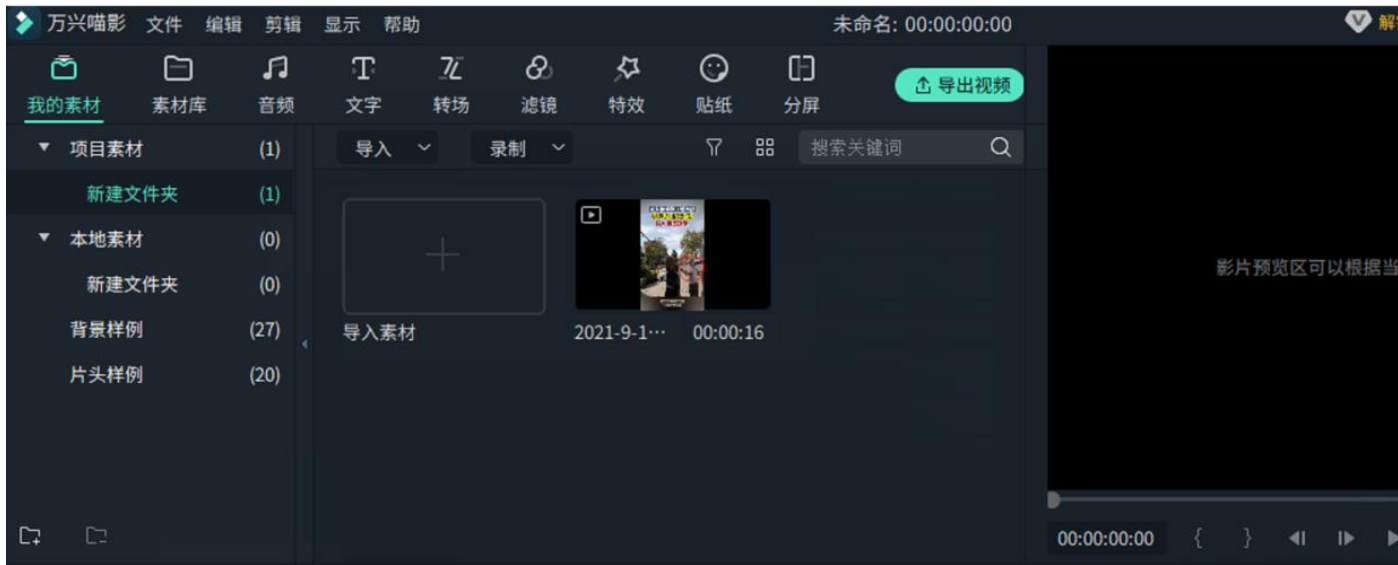 万兴喵影 文件 编辑 剪辑 显示 帮助 未命名: 00:00:00:00
我的素材 素材库 音频 文字 转场 滤镜 特效 贴纸 分屏 导出视频
项目素材 (1) 导入 录制 搜索关键词
新建文件夹 (1)
本地素材 (0)
新建文件夹 (0)
背景样例 (27)
片头样例 (20)
导入素材 2021-9-1… 00:00:16
影片预览区可以根据当
00:00:00:00 { }